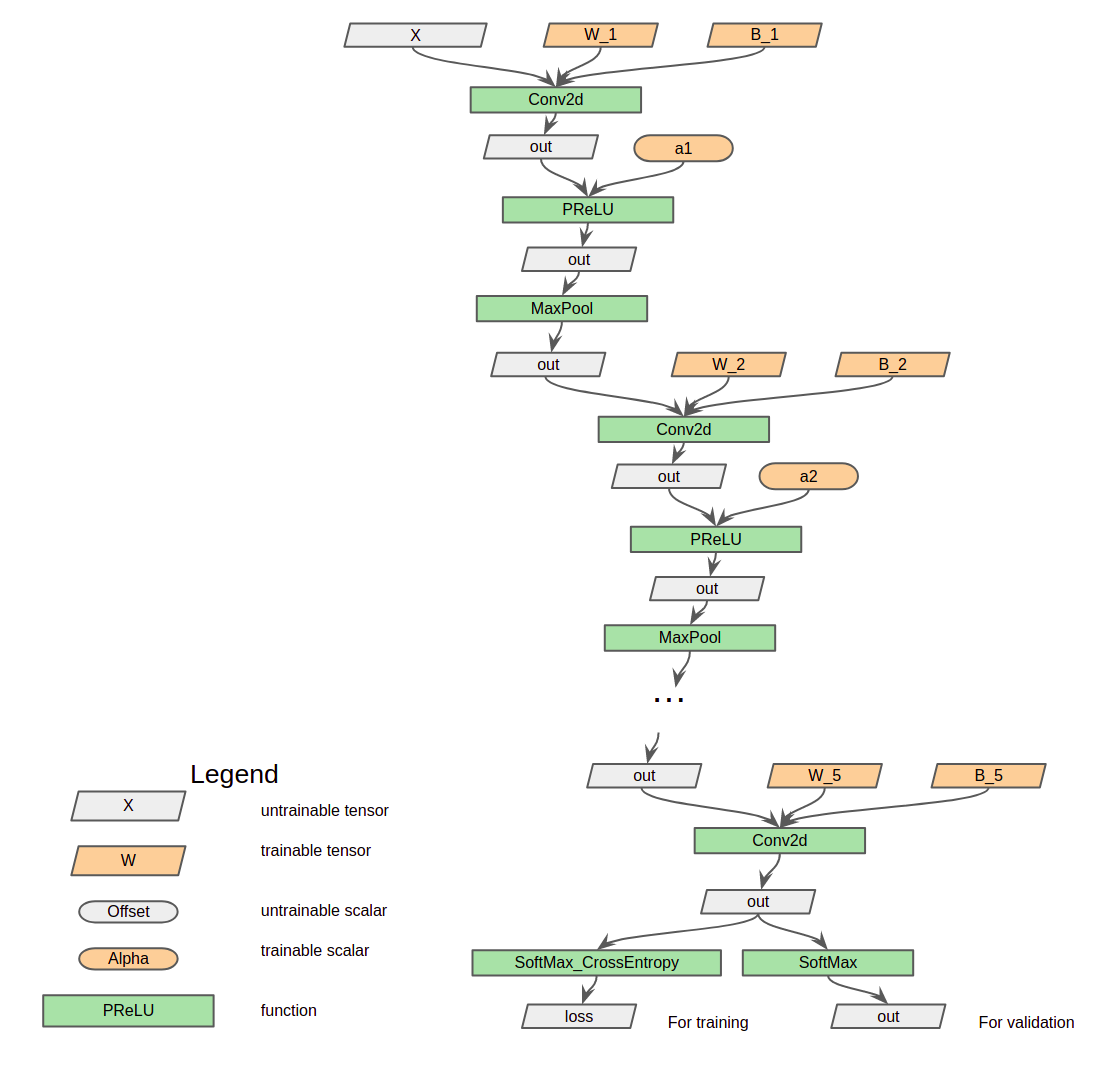 X W_1 B_1
Conv2d
out a1
PReLU
out
MaxPool
out W_2 B_2
Conv2d
out a2
PReLU
out
MaxPool
...
out W_5 B_5
Conv2d
out
SoftMax_CrossEntropy SoftMax
loss For training out For validation
Legend
X untrainable tensor
W trainable tensor
Offset untrainable scalar
Alpha trainable scalar
PReLU function